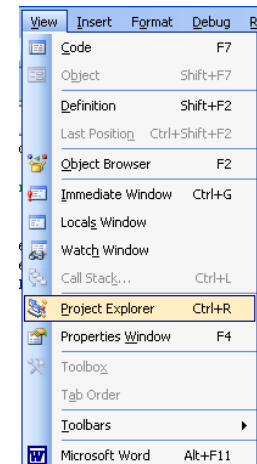 View Insert Format Debug R
Code F7
Object Shift+F7
Definition Shift+F2
Last Position Ctrl+Shift+F2
Object Browser F2
Immediate Window Ctrl+G
Locals Window
Watch Window
Call Stack... Ctrl+L
Project Explorer Ctrl+R
Properties Window F4
Toolbox
Tab Order
Toolbars
Microsoft Word Alt+F11